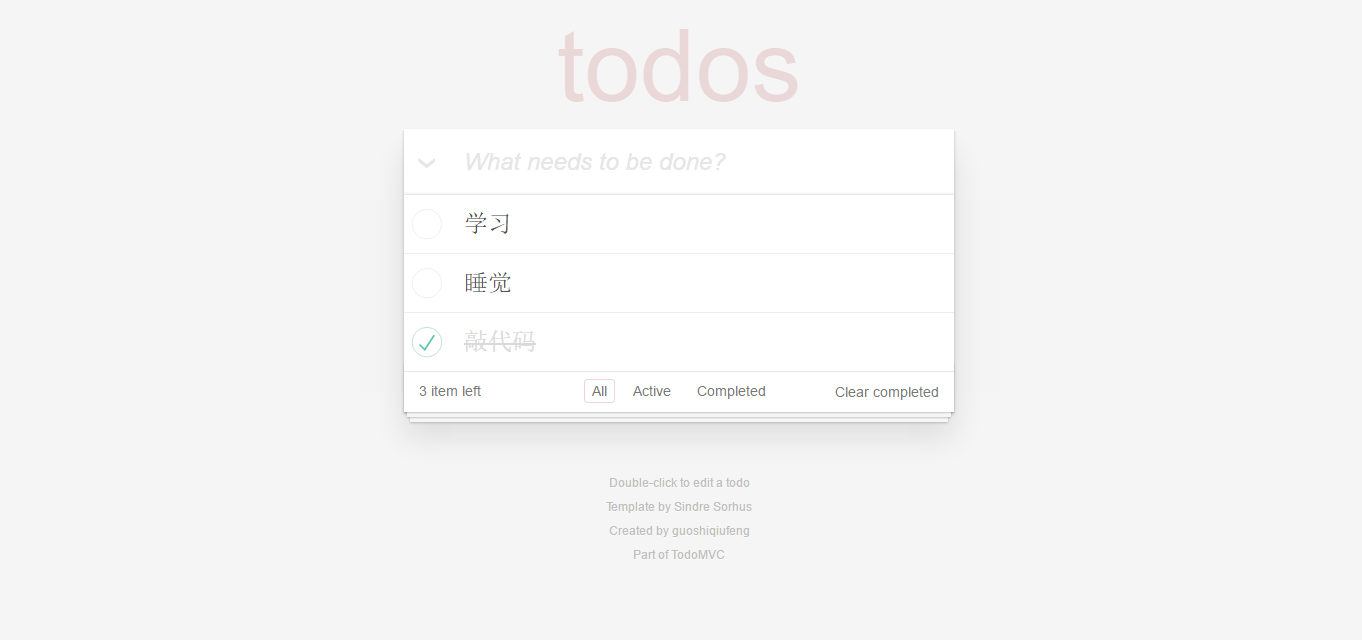 todos
What needs to be done?
学习
睡觉
敲代码
3 item left All Active Completed Clear completed
Double-click to edit a todo
Template by Sindre Sorhus
Created by guoshiqiufeng
Part of TodoMVC